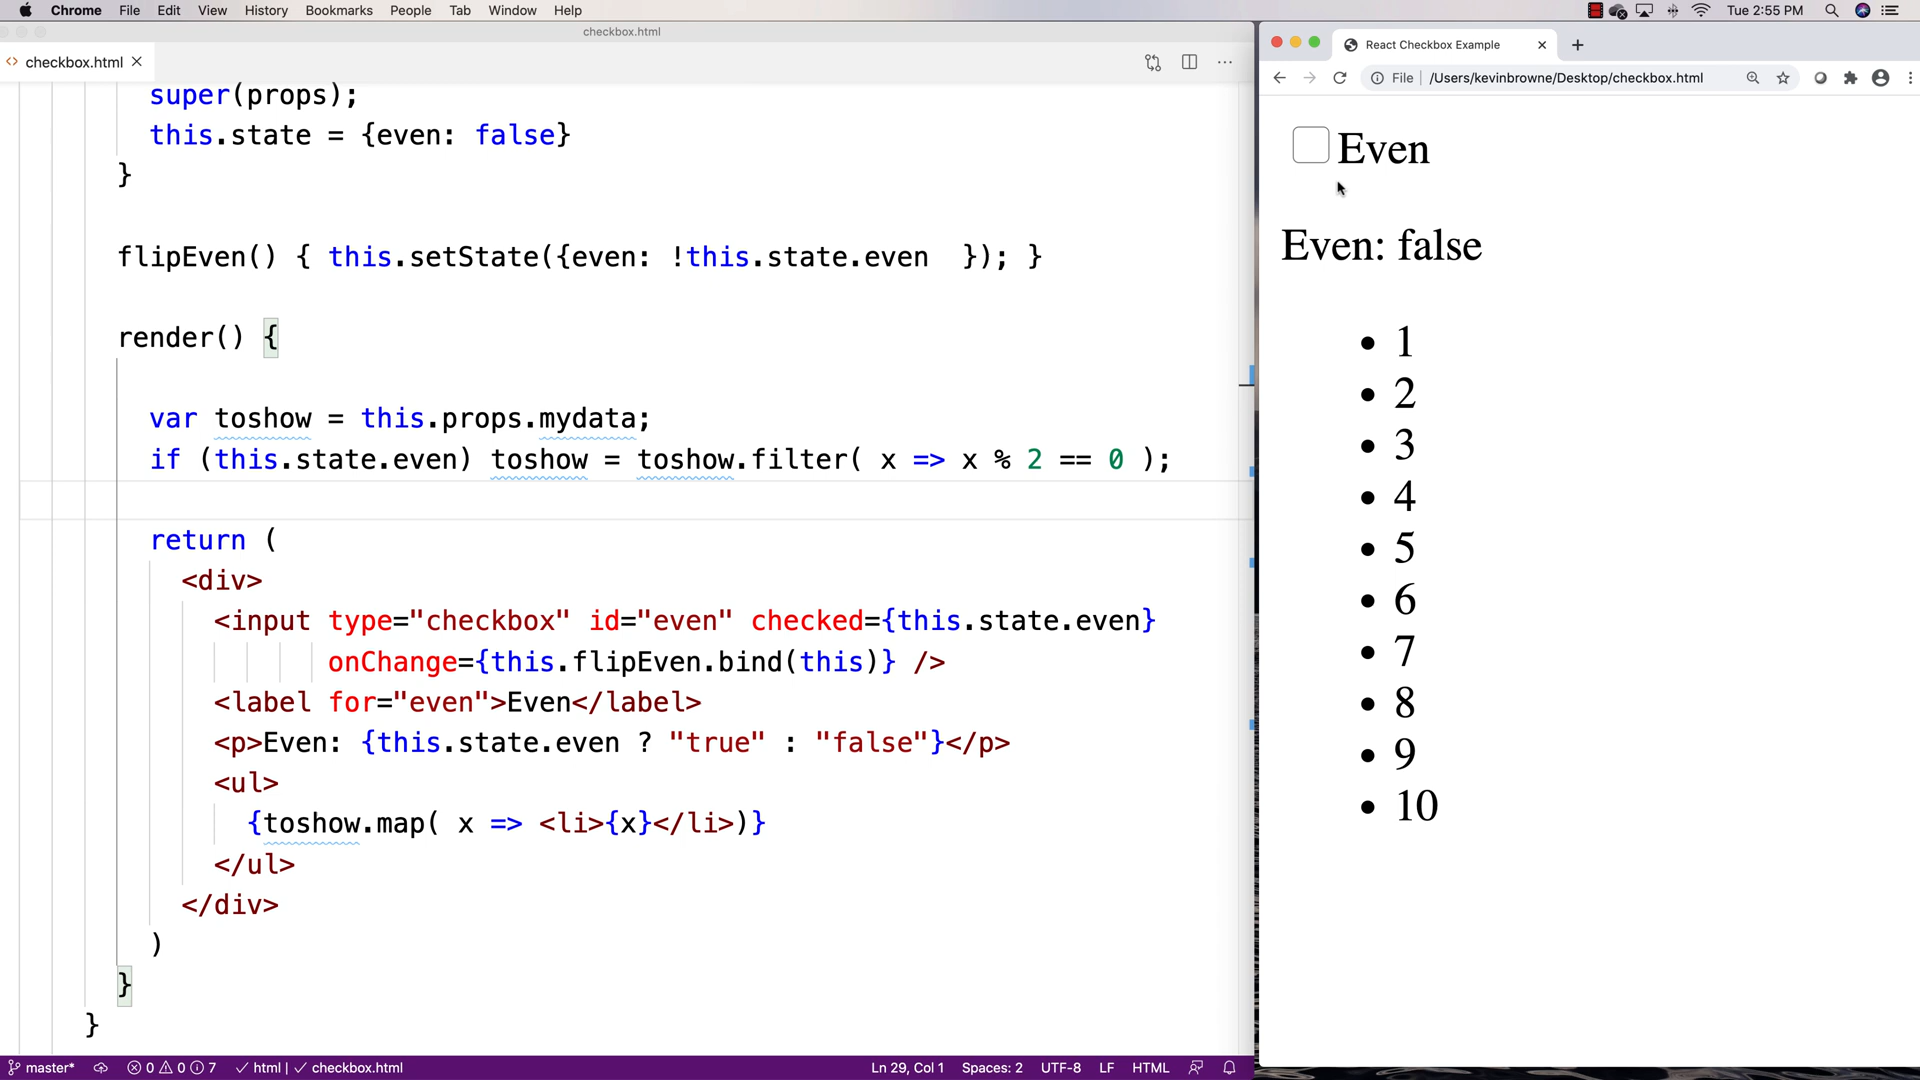 Chrome File Edit View History Bookmarks People Tab Window Help Tue 2:55 PM
checkbox.html
<> checkbox.html ×
super(props);
this.state = {even: false}
}
flipEven() { this.setState({even: !this.state.even  }); }
render() {
var toshow = this.props.mydata;
if (this.state.even) toshow = toshow.filter( x => x % 2 == 0 );
return (
<div>
<input type="checkbox" id="even" checked={this.state.even}
onChange={this.flipEven.bind(this)} />
<label for="even">Even</label>
<p>Even: {this.state.even ? "true" : "false"}</p>
<ul>
{toshow.map( x => <li>{x}</li>)}
</ul>
</div>
)
}
}
master* 0 0 7 html | checkbox.html Ln 29, Col 1 Spaces: 2 UTF-8 LF HTML
React Checkbox Example
File | /Users/kevinbrowne/Desktop/checkbox.html
Even
Even: false
• 1
• 2
• 3
• 4
• 5
• 6
• 7
• 8
• 9
• 10